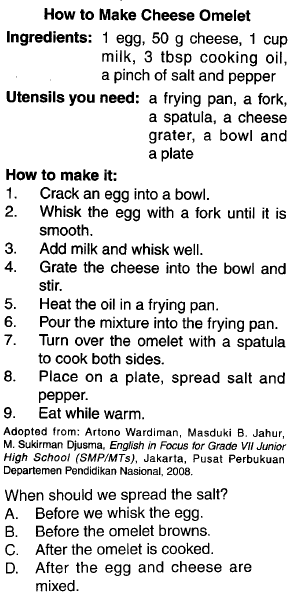 How to Make Cheese Omelet
Ingredients: 1 egg, 50 g cheese, 1 cup
milk, 3 tbsp cooking oil,
a pinch of salt and pepper
Utensils you need: a frying pan, a fork,
a spatula, a cheese
grater, a bowl and
a plate
How to make it:
1. Crack an egg into a bowl.
2. Whisk the egg with a fork until it is
smooth.
3. Add milk and whisk well.
4. Grate the cheese into the bowl and
stir.
5. Heat the oil in a frying pan.
6. Pour the mixture into the frying pan.
7. Turn over the omelet with a spatula
to cook both sides.
8. Place on a plate, spread salt and
pepper.
9. Eat while warm.
Adopted from: Artono Wardiman, Masduki B. Jahur,
M. Sukirman Djusma, English in Focus for Grade VII Junior
High School (SMP/MTs), Jakarta, Pusat Perbukuan
Departemen Pendidikan Nasional, 2008.
When should we spread the salt?
A. Before we whisk the egg.
B. Before the omelet browns.
C. After the omelet is cooked.
D. After the egg and cheese are
mixed.